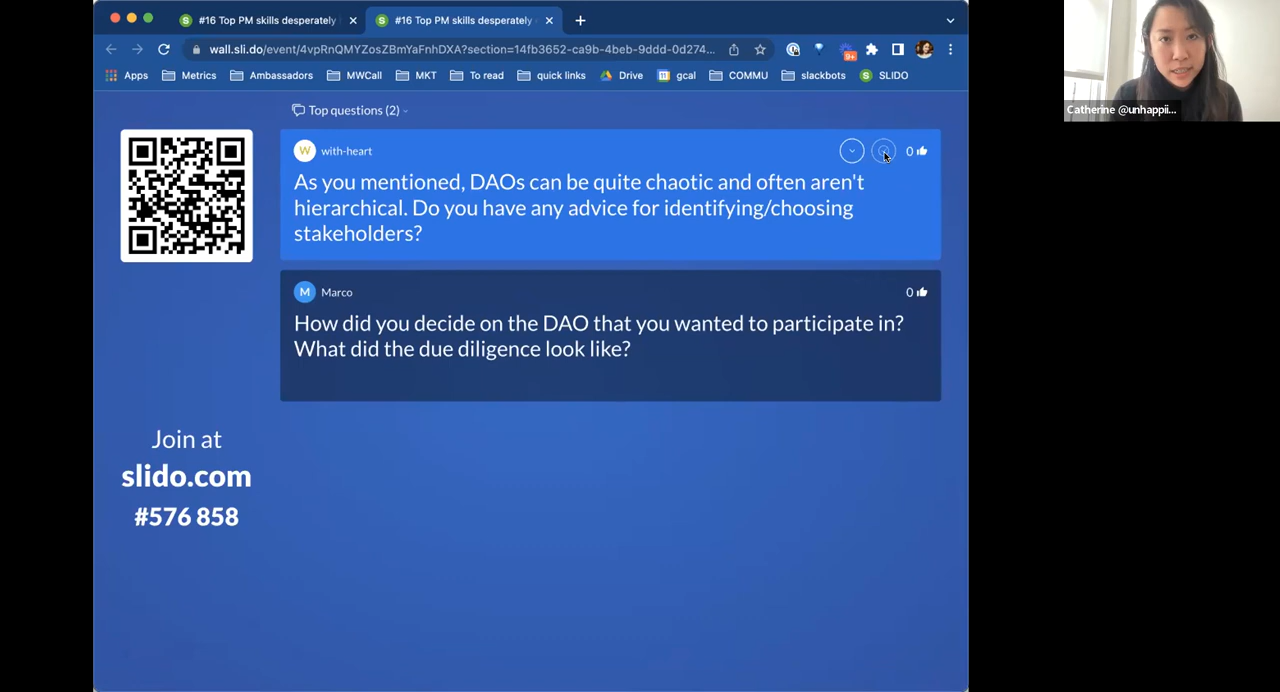 #16 Top PM skills desperately
#16 Top PM skills desperately
wall.sli.do/event/4vpRnQMYZosZBmYaFnhDXA?section=14fb3652-ca9b-4beb-9ddd-0d274...
9+
Apps
Metrics
Ambassadors
MWCall
MKT
To read
quick links
Drive
gcal
COMMU
slackbots
SLIDO
Catherine @unhappii...
Top questions (2)
W with-heart
0
As you mentioned, DAOs can be quite chaotic and often aren't
hierarchical. Do you have any advice for identifying/choosing
stakeholders?
M Marco
0
How did you decide on the DAO that you wanted to participate in?
What did the due diligence look like?
Join at
slido.com
#576 858